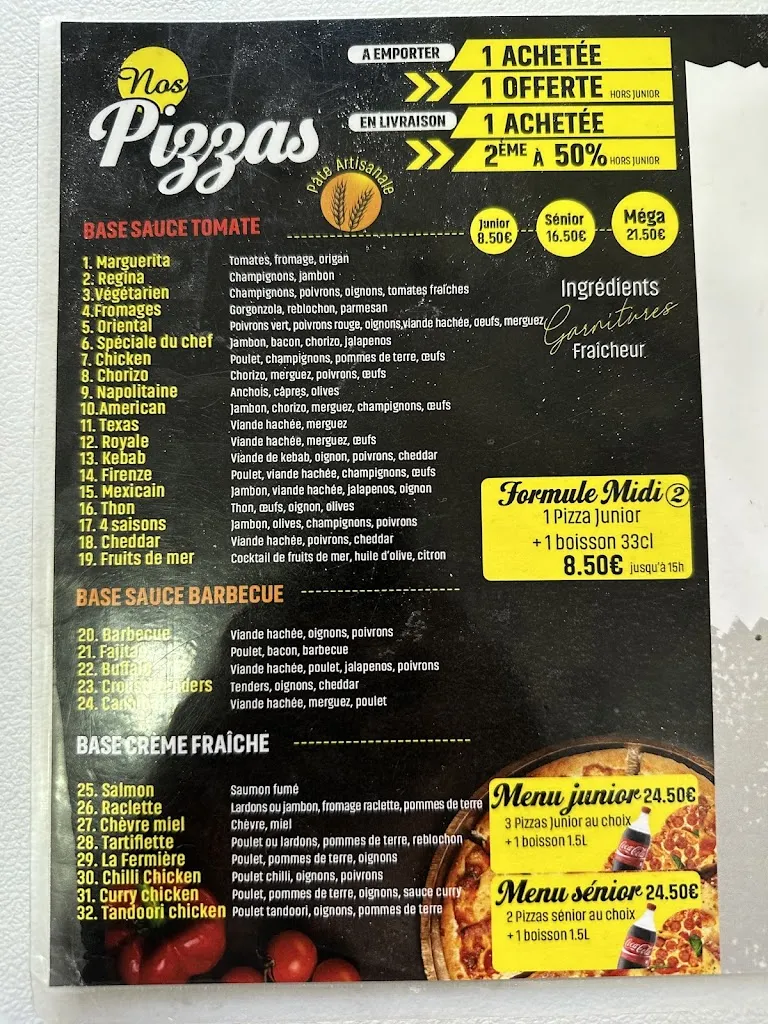 Nos
Pizzas
A EMPORTER
1 ACHETÉE
1 OFFERTE HORS JUNIOR
EN LIVRAISON
1 ACHETÉE
2ÈME À 50% HORS JUNIOR
Pâte Artisanale
BASE SAUCE TOMATE
Junior 8.50€
Sénior 16.50€
Méga 21.50€
1. Marguerita Tomates, fromage, origan
2. Regina Champignons, jambon
3.Végétarien Champignons, poivrons, oignons, tomates fraîches
4.Fromages Gorgonzola, reblochon, parmesan
5. Oriental Poivrons vert, poivrons rouge, oignons,viande hachée, oeufs, merguez
6. Spéciale du chef Jambon, bacon, chorizo, jalapenos
7. Chicken Poulet, champignons, pommes de terre, œufs
8. Chorizo Chorizo, merguez, poivrons, œufs
9. Napolitaine Anchois, câpres, olives
10.American Jambon, chorizo, merguez, champignons, œufs
11. Texas Viande hachée, merguez
12. Royale Viande hachée, merguez, œufs
13. Kebab Viande de kebab, oignon, poivrons, cheddar
14. Firenze Poulet, viande hachée, champignons, œufs
15. Mexicain Jambon, viande hachée, jalapenos, oignon
16. Thon Thon, œufs, oignon, olives
17. 4 saisons Jambon, olives, champignons, poivrons
18. Cheddar Viande hachée, poivrons, cheddar
19. Fruits de mer Cocktail de fruits de mer, huile d'olive, citron
Ingrédients
Garnitures
Fraîcheur
Formule Midi 2
1 Pizza Junior
+ 1 boisson 33cl
8.50€ jusqu'à 15h
BASE SAUCE BARBECUE
20. Barbecue Viande hachée, oignons, poivrons
21. Fajita Poulet, bacon, barbecue
22. Buffalo Viande hachée, poulet, jalapenos, poivrons
23. Tenders, oignons, cheddar
24. Viande hachée, merguez, poulet
BASE CRÈME FRAÎCHE
25. Salmon Saumon fumé
26. Raclette Lardons ou jambon, fromage raclette, pommes de terre
27. Chèvre miel Chèvre, miel
28. Tartiflette Poulet ou lardons, pommes de terre, reblochon
29. La Fermière Poulet, pommes de terre, oignons
30. Chilli Chicken Poulet chilli, oignons, poivrons
31. Curry chicken Poulet, pommes de terre, oignons, sauce curry
32. Tandoori chicken Poulet tandoori, oignons, pommes de terre
Menu junior 24.50€
3 Pizzas Junior au choix
+ 1 boisson 1.5L
Coca-Cola
Menu sénior 24.50€
2 Pizzas sénior au choix
+ 1 boisson 1.5L
Coca-Cola